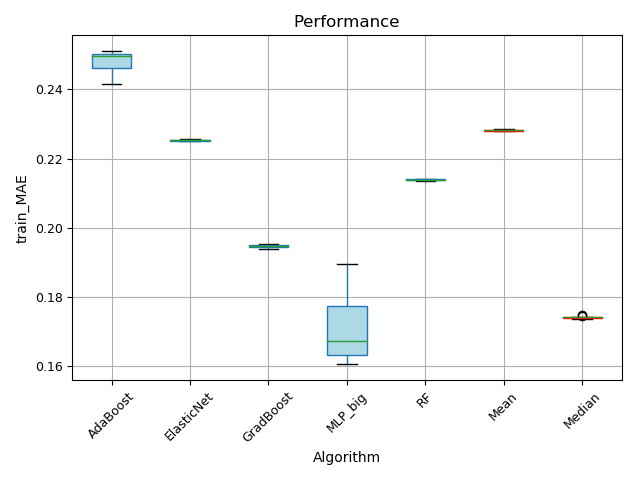 Performance
train_MAE
0.24
0.22
0.20
0.18
0.16
AdaBoost
ElasticNet
GradBoost
MLP_big
RF
Mean
Median
Algorithm